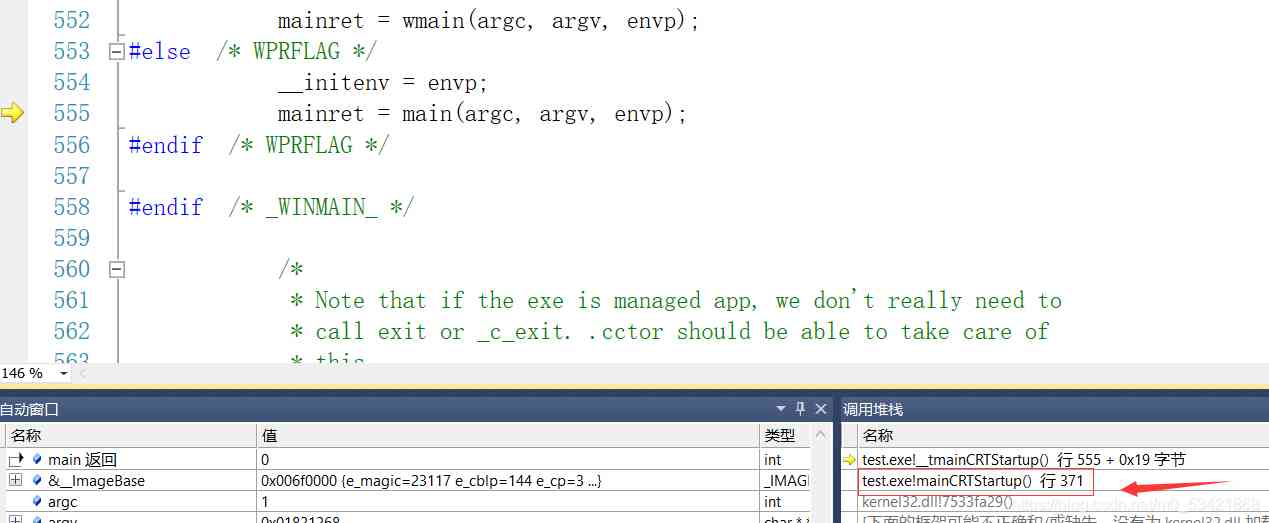 552 mainret = wmain(argc, argv, envp);
553 #else /* WPRFLAG */
554 __initenv = envp;
555 mainret = main(argc, argv, envp);
556 #endif /* WPRFLAG */
557
558 #endif /* _WINMAIN_ */
559
560 /*
561 * Note that if the exe is managed app, we don't really need to
562 * call exit or _c_exit. .cctor should be able to take care of
563 * this
146 %
自动窗口
名称 值 类型
main 返回 0 int
&__ImageBase 0x006f0000 {e_magic=23117 e_cblp=144 e_cp=3 ...} _IMAG
argc 1 int
argv 0x01821268 char * *
调用堆栈
名称
test.exe!__tmainCRTStartup() 行 555 + 0x19 字节
test.exe!mainCRTStartup() 行 371
kernel32.dll!7533fa29()
[下面的框架可能不正确和/或缺失，没有为 kernel32.dll 加载